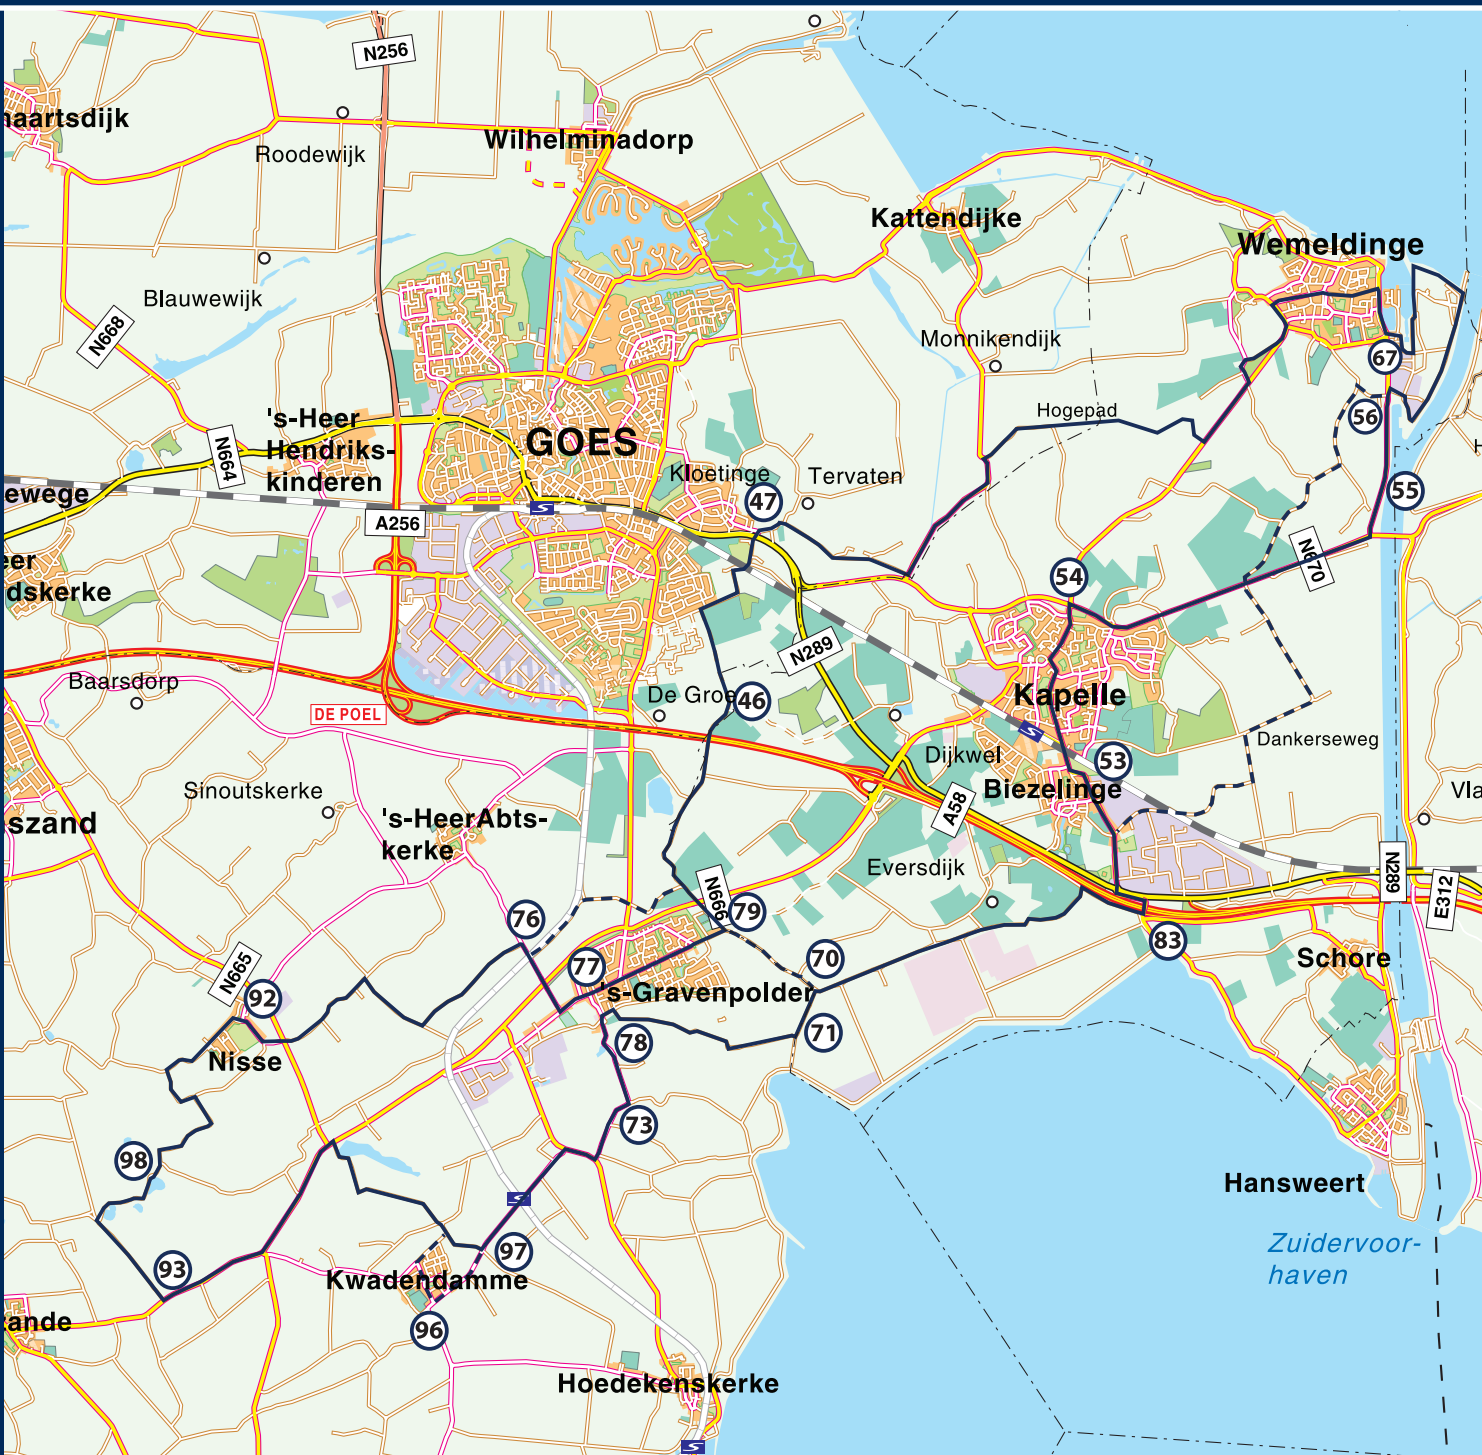 N256
naartsdijk
Roodewijk
Wilhelminadorp
Kattendijke
Wemeldinge
Blauwewijk
N668
Monnikendijk
67
Hogepad
56
's-Heer
Hendriks-
kinderen
GOES
N664
Kloetinge
Tervaten
47
ewege
S
A256
55
eer
dskerke
54
N670
N289
Baarsdorp
De Groe
46
Kapelle
DE POEL
S
Dankerseweg
Dijkwel
53
Sinoutskerke
Biezelinge
Vla
szand
's-HeerAbts-
kerke
A58
Eversdijk
N289
E312
N666
76
79
83
70
77
Schore
N665
92
's-Gravenpolder
71
78
Nisse
73
98
Hansweert
S
97
Zuidervoor-
haven
93
Kwadendamme
96
ande
Hoedekenskerke
S